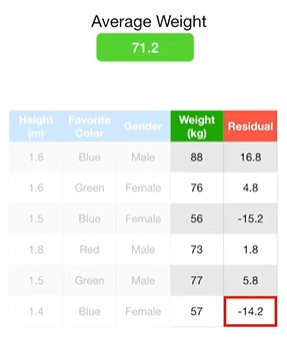 Average Weight
71.2
Height (m) Favorite Color Gender Weight (kg) Residual
1.6 Blue Male 88 16.8
1.6 Green Female 76 4.8
1.5 Blue Female 56 -15.2
1.8 Red Male 73 1.8
1.5 Green Male 77 5.8
1.4 Blue Female 57 -14.2